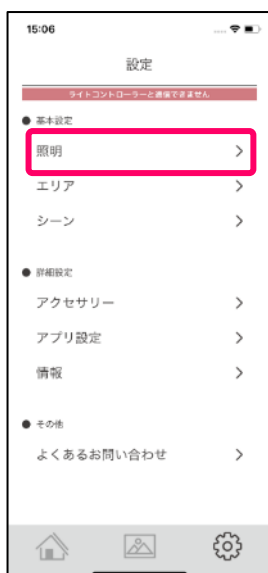 15:06
設定
ライトコントローラーと通信できません
基本設定
照明
エリア
シーン
詳細設定
アクセサリー
アプリ設定
情報
その他
よくあるお問い合わせ